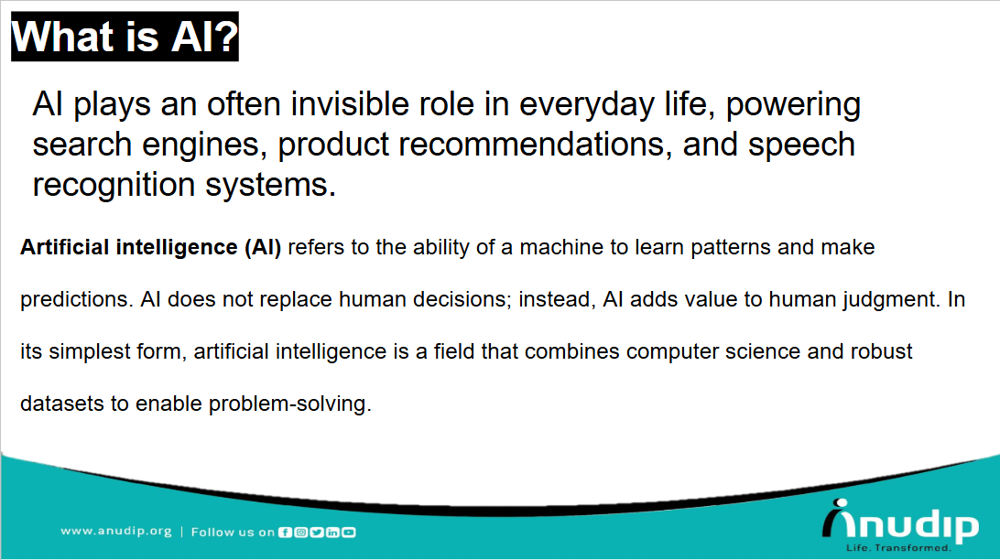 What is AI?
AI plays an often invisible role in everyday life, powering
search engines, product recommendations, and speech
recognition systems.
Artificial intelligence (AI) refers to the ability of a machine to learn patterns and make
predictions. AI does not replace human decisions; instead, AI adds value to human judgment. In
its simplest form, artificial intelligence is a field that combines computer science and robust
datasets to enable problem-solving.
www.anudip.org | Follow us on
Anudip
Life. Transformed.